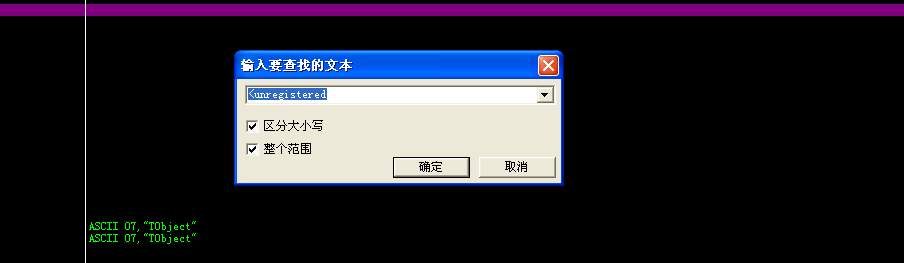 输入要查找的文本
<unregistered
区分大小写
整个范围
确定 取消
ASCII 07,"TObject"
ASCII 07,"TObject"